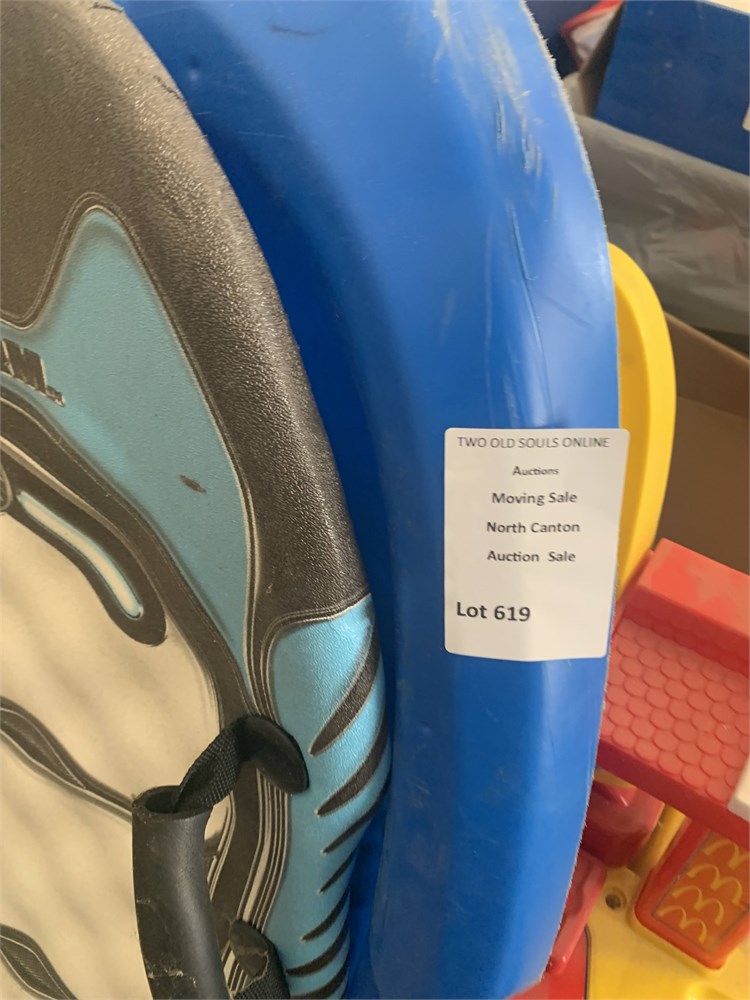 TWO OLD SOULS ONLINE
Auctions
Moving Sale
North Canton
Auction Sale
Lot 619